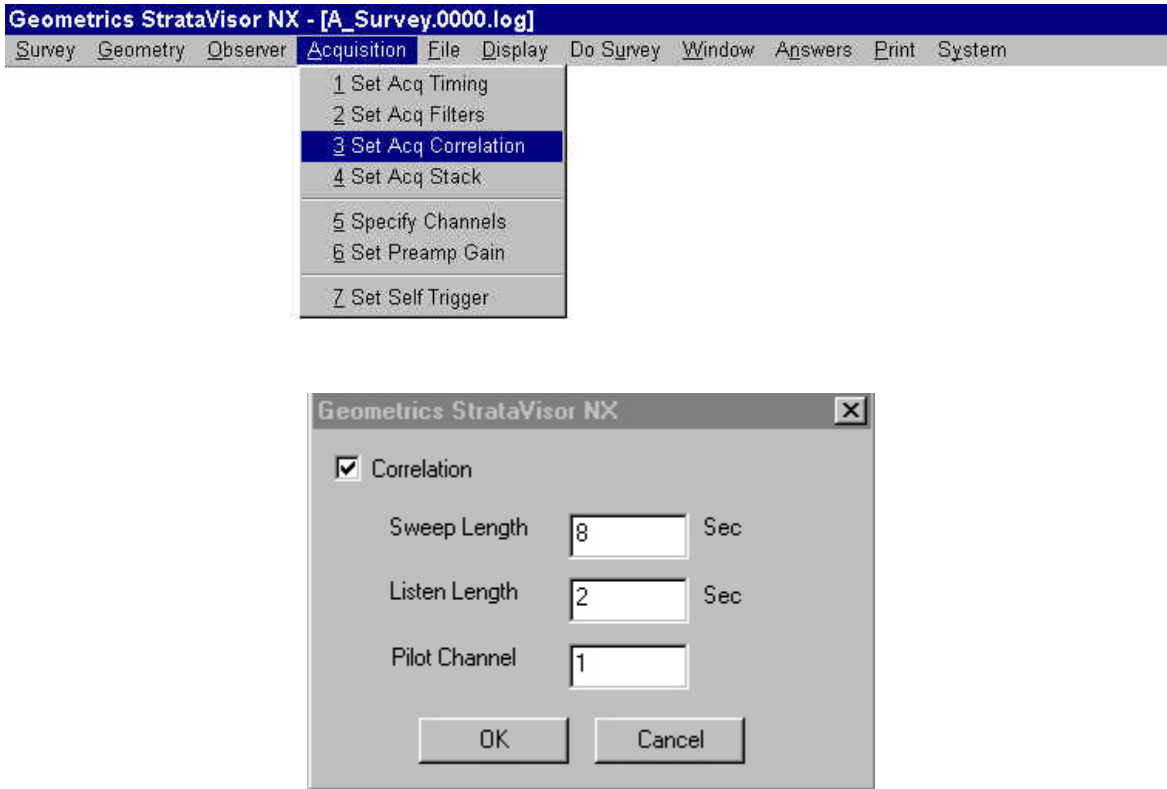 Geometrics StrataVisor NX - [A_Survey.0000.log]
Survey Geometry Observer Acquisition File Display Do Survey Window Answers Print System
1 Set Acq Timing
2 Set Acq Filters
3 Set Acq Correlation
4 Set Acq Stack
5 Specify Channels
6 Set Preamp Gain
7 Set Self Trigger
Geometrics StrataVisor NX
Correlation
Sweep Length 8 Sec
Listen Length 2 Sec
Pilot Channel 1
OK Cancel